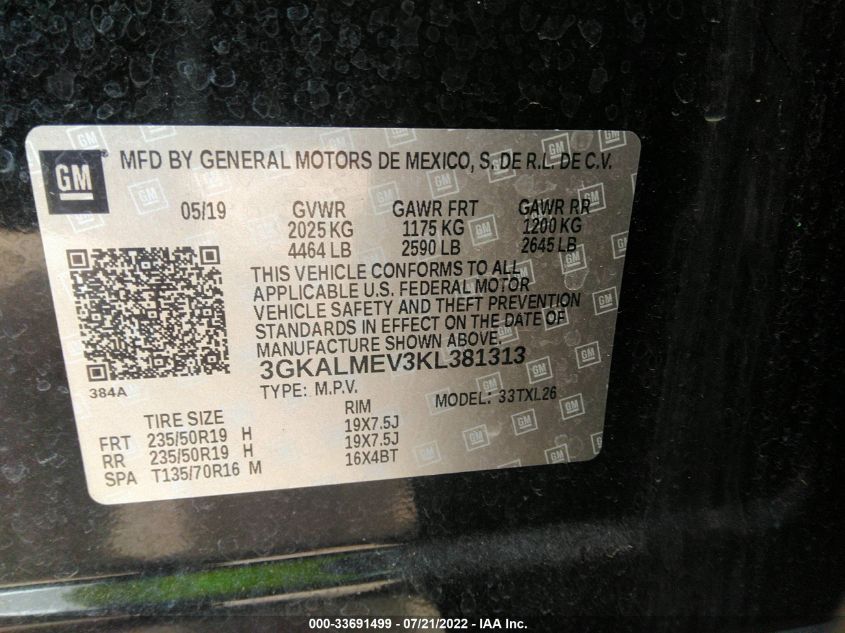 GM
MFD BY GENERAL MOTORS DE MEXICO, S. DE R.L. DE C.V.
05/19 GVWR GAWR FRT GAWR RR
2025 KG 1175 KG 1200 KG
4464 LB 2590 LB 2645 LB
THIS VEHICLE CONFORMS TO ALL
APPLICABLE U.S. FEDERAL MOTOR
VEHICLE SAFETY AND THEFT PREVENTION
STANDARDS IN EFFECT ON THE DATE OF
MANUFACTURE SHOWN ABOVE.
3GKALMEV3KL381313
384A
TYPE: M.P.V. MODEL: 33TXL26
TIRE SIZE RIM
FRT 235/50R19 H 19X7.5J
RR 235/50R19 H 19X7.5J
SPA T135/70R16 M 16X4BT
000-33691499 - 07/21/2022 - IAA Inc.